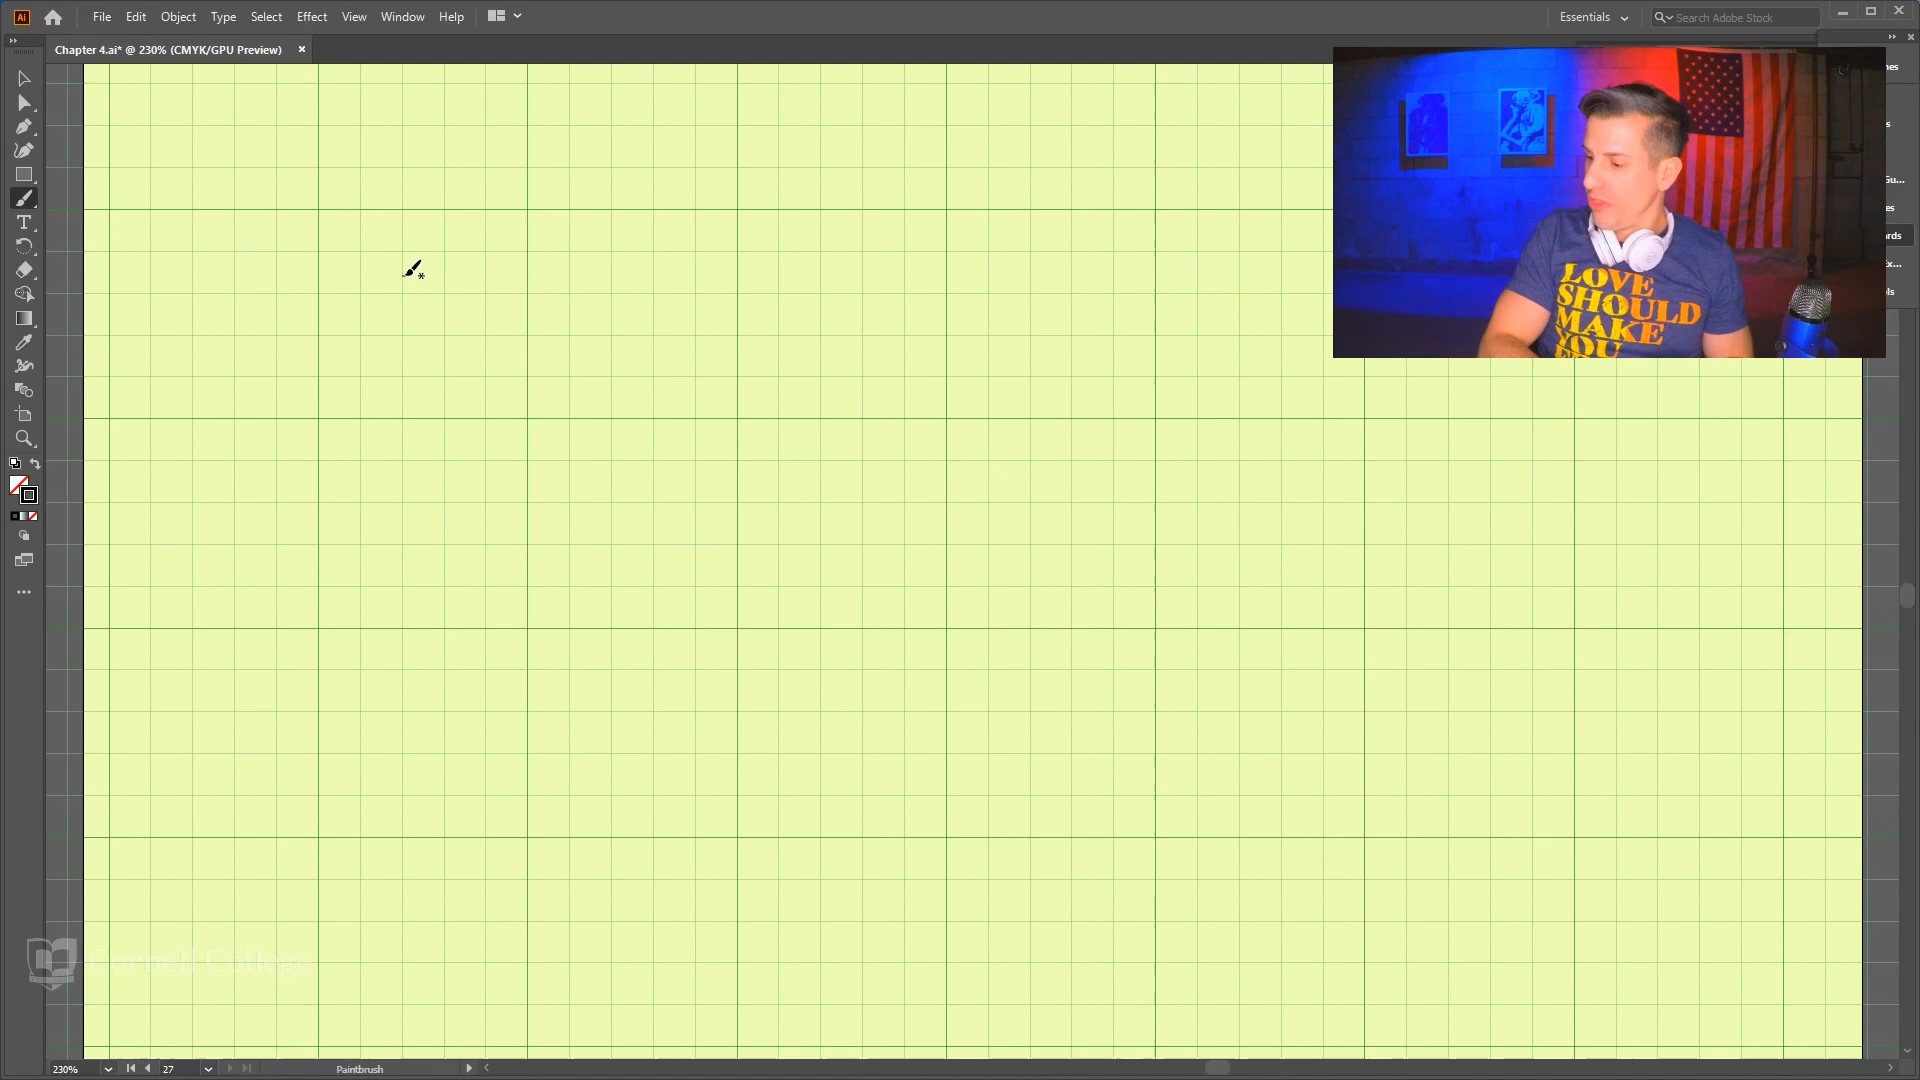 Ai
File Edit Object Type Select Effect View Window Help
Essentials
Search Adobe Stock
Chapter 4.ai* @ 230% (CMYK/GPU Preview)
T
LOVE
SHOULD
MAKE
YOU
Cornell College
230%
27
Paintbrush